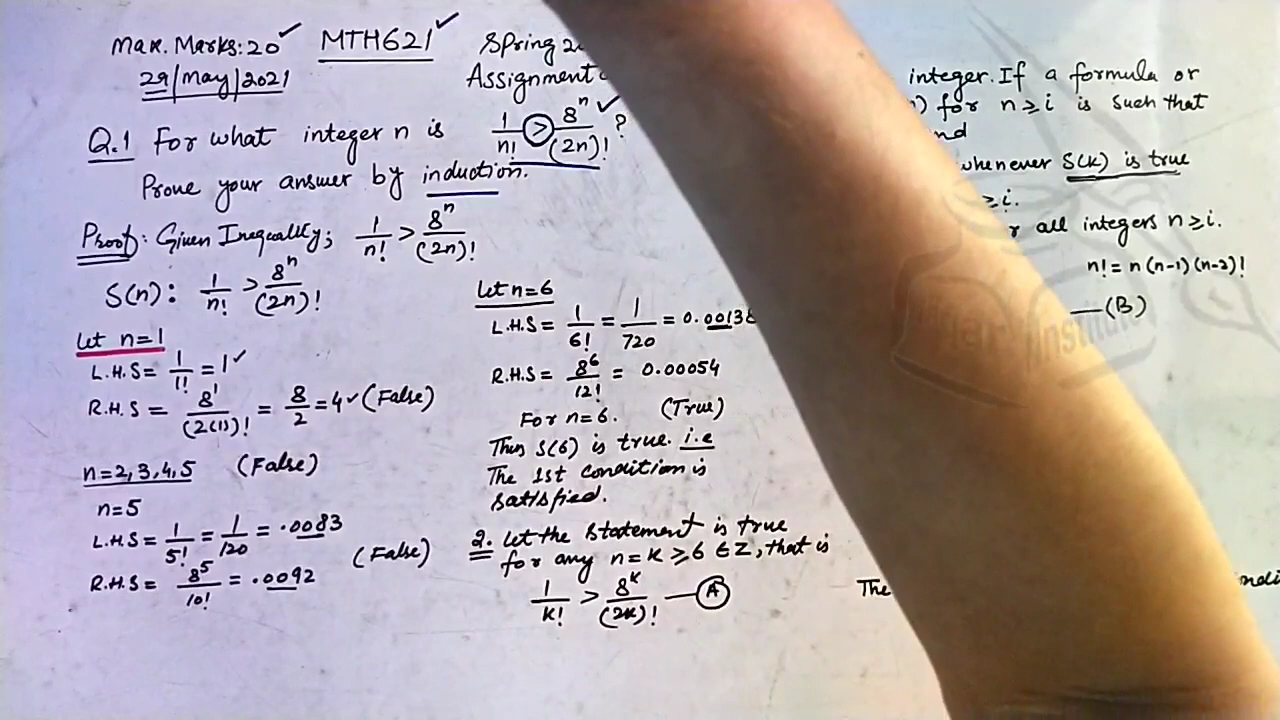 Max. Marks: 20 MTH621 Spring 2
29/May/2021 Assignment
Q.1 For what integer n is 1/n! > 8^n/(2n)! ?
Prove your answer by induction.
Proof: Given Inequality; 1/n! > 8^n/(2n)!
S(n): 1/n! > 8^n/(2n)!
Let n=1
L.H.S = 1/1! = 1
R.H.S = 8^1/(2(1))! = 8/2 = 4 (False)
n=2,3,4,5 (False)
n=5
L.H.S = 1/5! = 1/120 = .0083
(False)
R.H.S = 8^5/10! = .0092
Let n=6
L.H.S = 1/6! = 1/720 = 0.00138
R.H.S = 8^6/12! = 0.00054
For n=6. (True)
Thus S(6) is true. i.e
The 1st condition is
satisfied.
2. Let the statement is true
for any n=k ≥6 ∈ Z, that is
1/k! > 8^k/(2k)! — (A)
integer. If a formula or
n) for n≥i is such that
nd
whenever S(k) is true
≥i.
r all integers n≥i.
n! = n(n-1)(n-2)!
—(B)
The
Institute